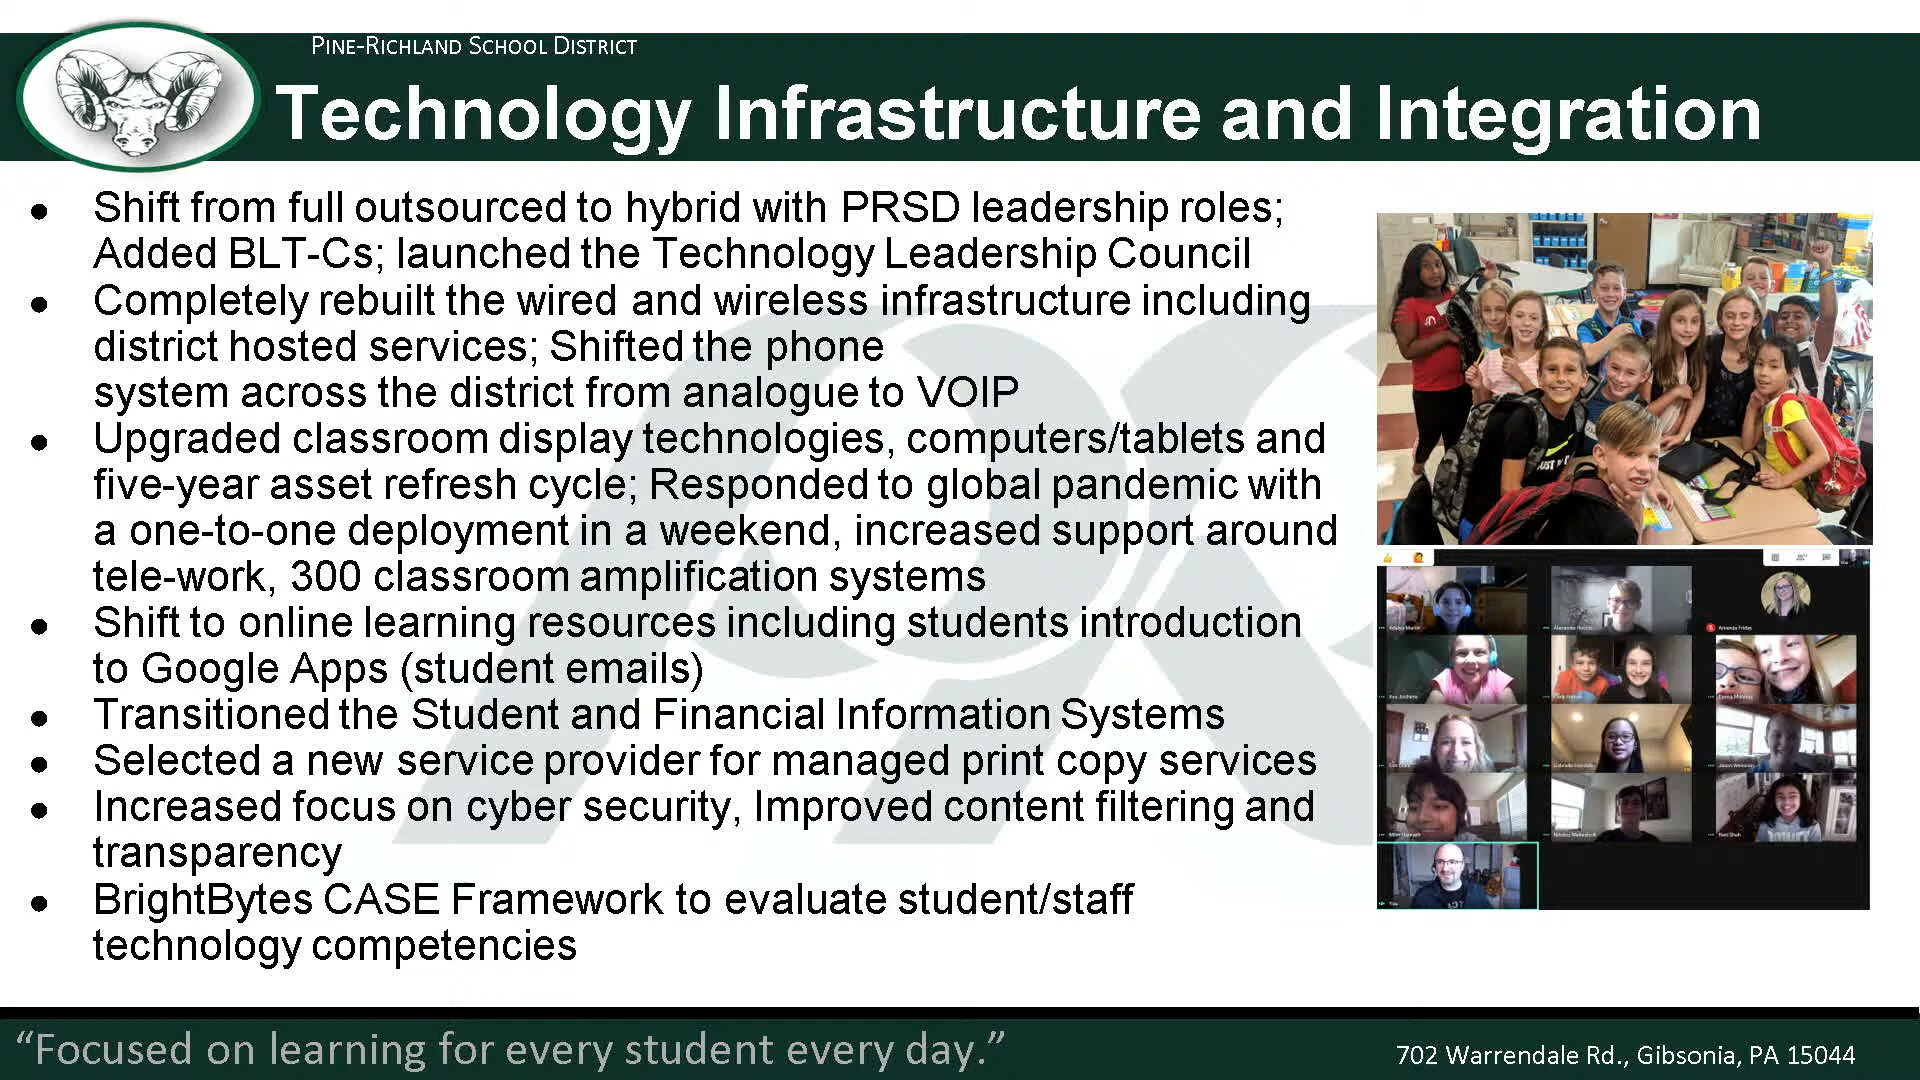 PINE-RICHLAND SCHOOL DISTRICT
Technology Infrastructure and Integration
● Shift from full outsourced to hybrid with PRSD leadership roles;
Added BLT-Cs; launched the Technology Leadership Council
● Completely rebuilt the wired and wireless infrastructure including
district hosted services; Shifted the phone
system across the district from analogue to VOIP
● Upgraded classroom display technologies, computers/tablets and
five-year asset refresh cycle; Responded to global pandemic with
a one-to-one deployment in a weekend, increased support around
tele-work, 300 classroom amplification systems
● Shift to online learning resources including students introduction
to Google Apps (student emails)
● Transitioned the Student and Financial Information Systems
● Selected a new service provider for managed print copy services
● Increased focus on cyber security, Improved content filtering and
transparency
● BrightBytes CASE Framework to evaluate student/staff
technology competencies
“Focused on learning for every student every day.”
702 Warrendale Rd., Gibsonia, PA 15044